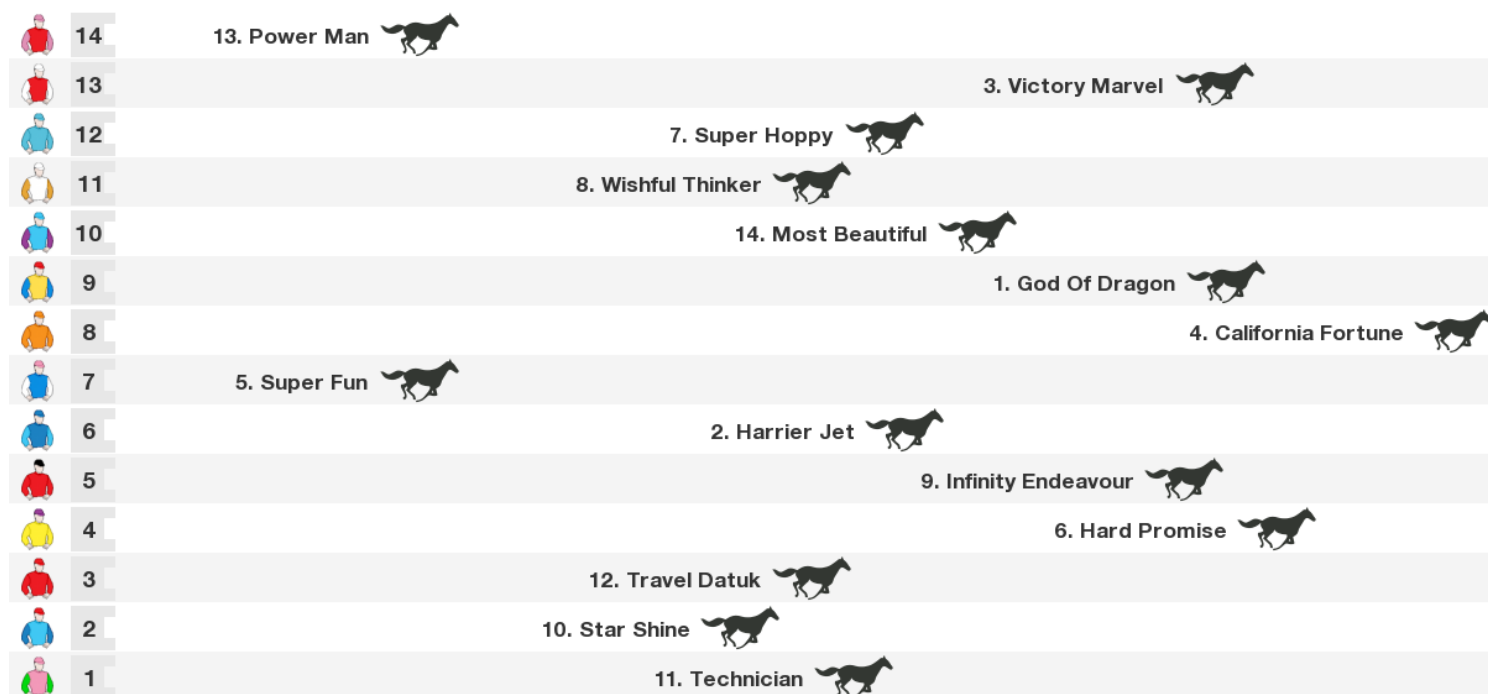 14 13. Power Man
13 3. Victory Marvel
12 7. Super Hoppy
11 8. Wishful Thinker
10 14. Most Beautiful
9 1. God Of Dragon
8 4. California Fortune
7 5. Super Fun
6 2. Harrier Jet
5 9. Infinity Endeavour
4 6. Hard Promise
3 12. Travel Datuk
2 10. Star Shine
1 11. Technician